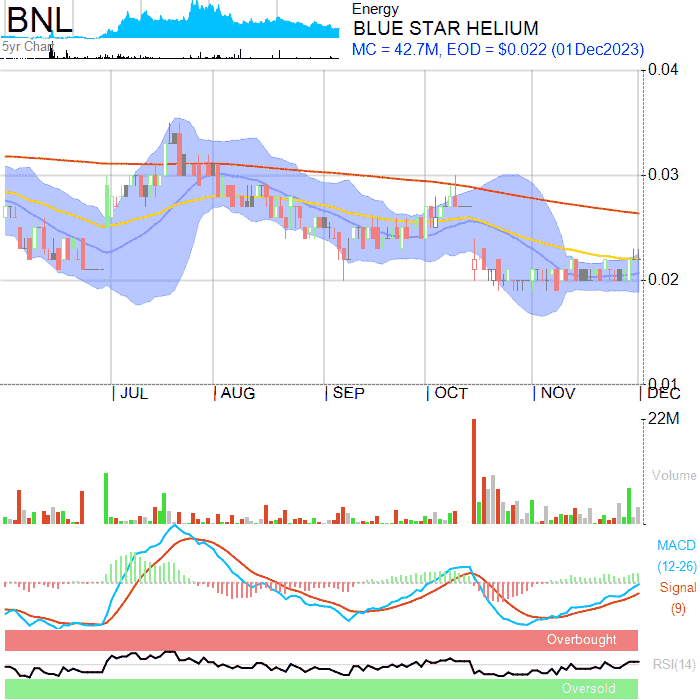 BNL
5yr Chart
Energy
BLUE STAR HELIUM
MC = 42.7M, EOD = $0.022 (01Dec2023)
0.04
0.03
0.02
0.01
JUL
AUG
SEP
OCT
NOV
DEC
22M
Volume
MACD
(12-26)
Signal
(9)
Overbought
RSI(14)
Oversold